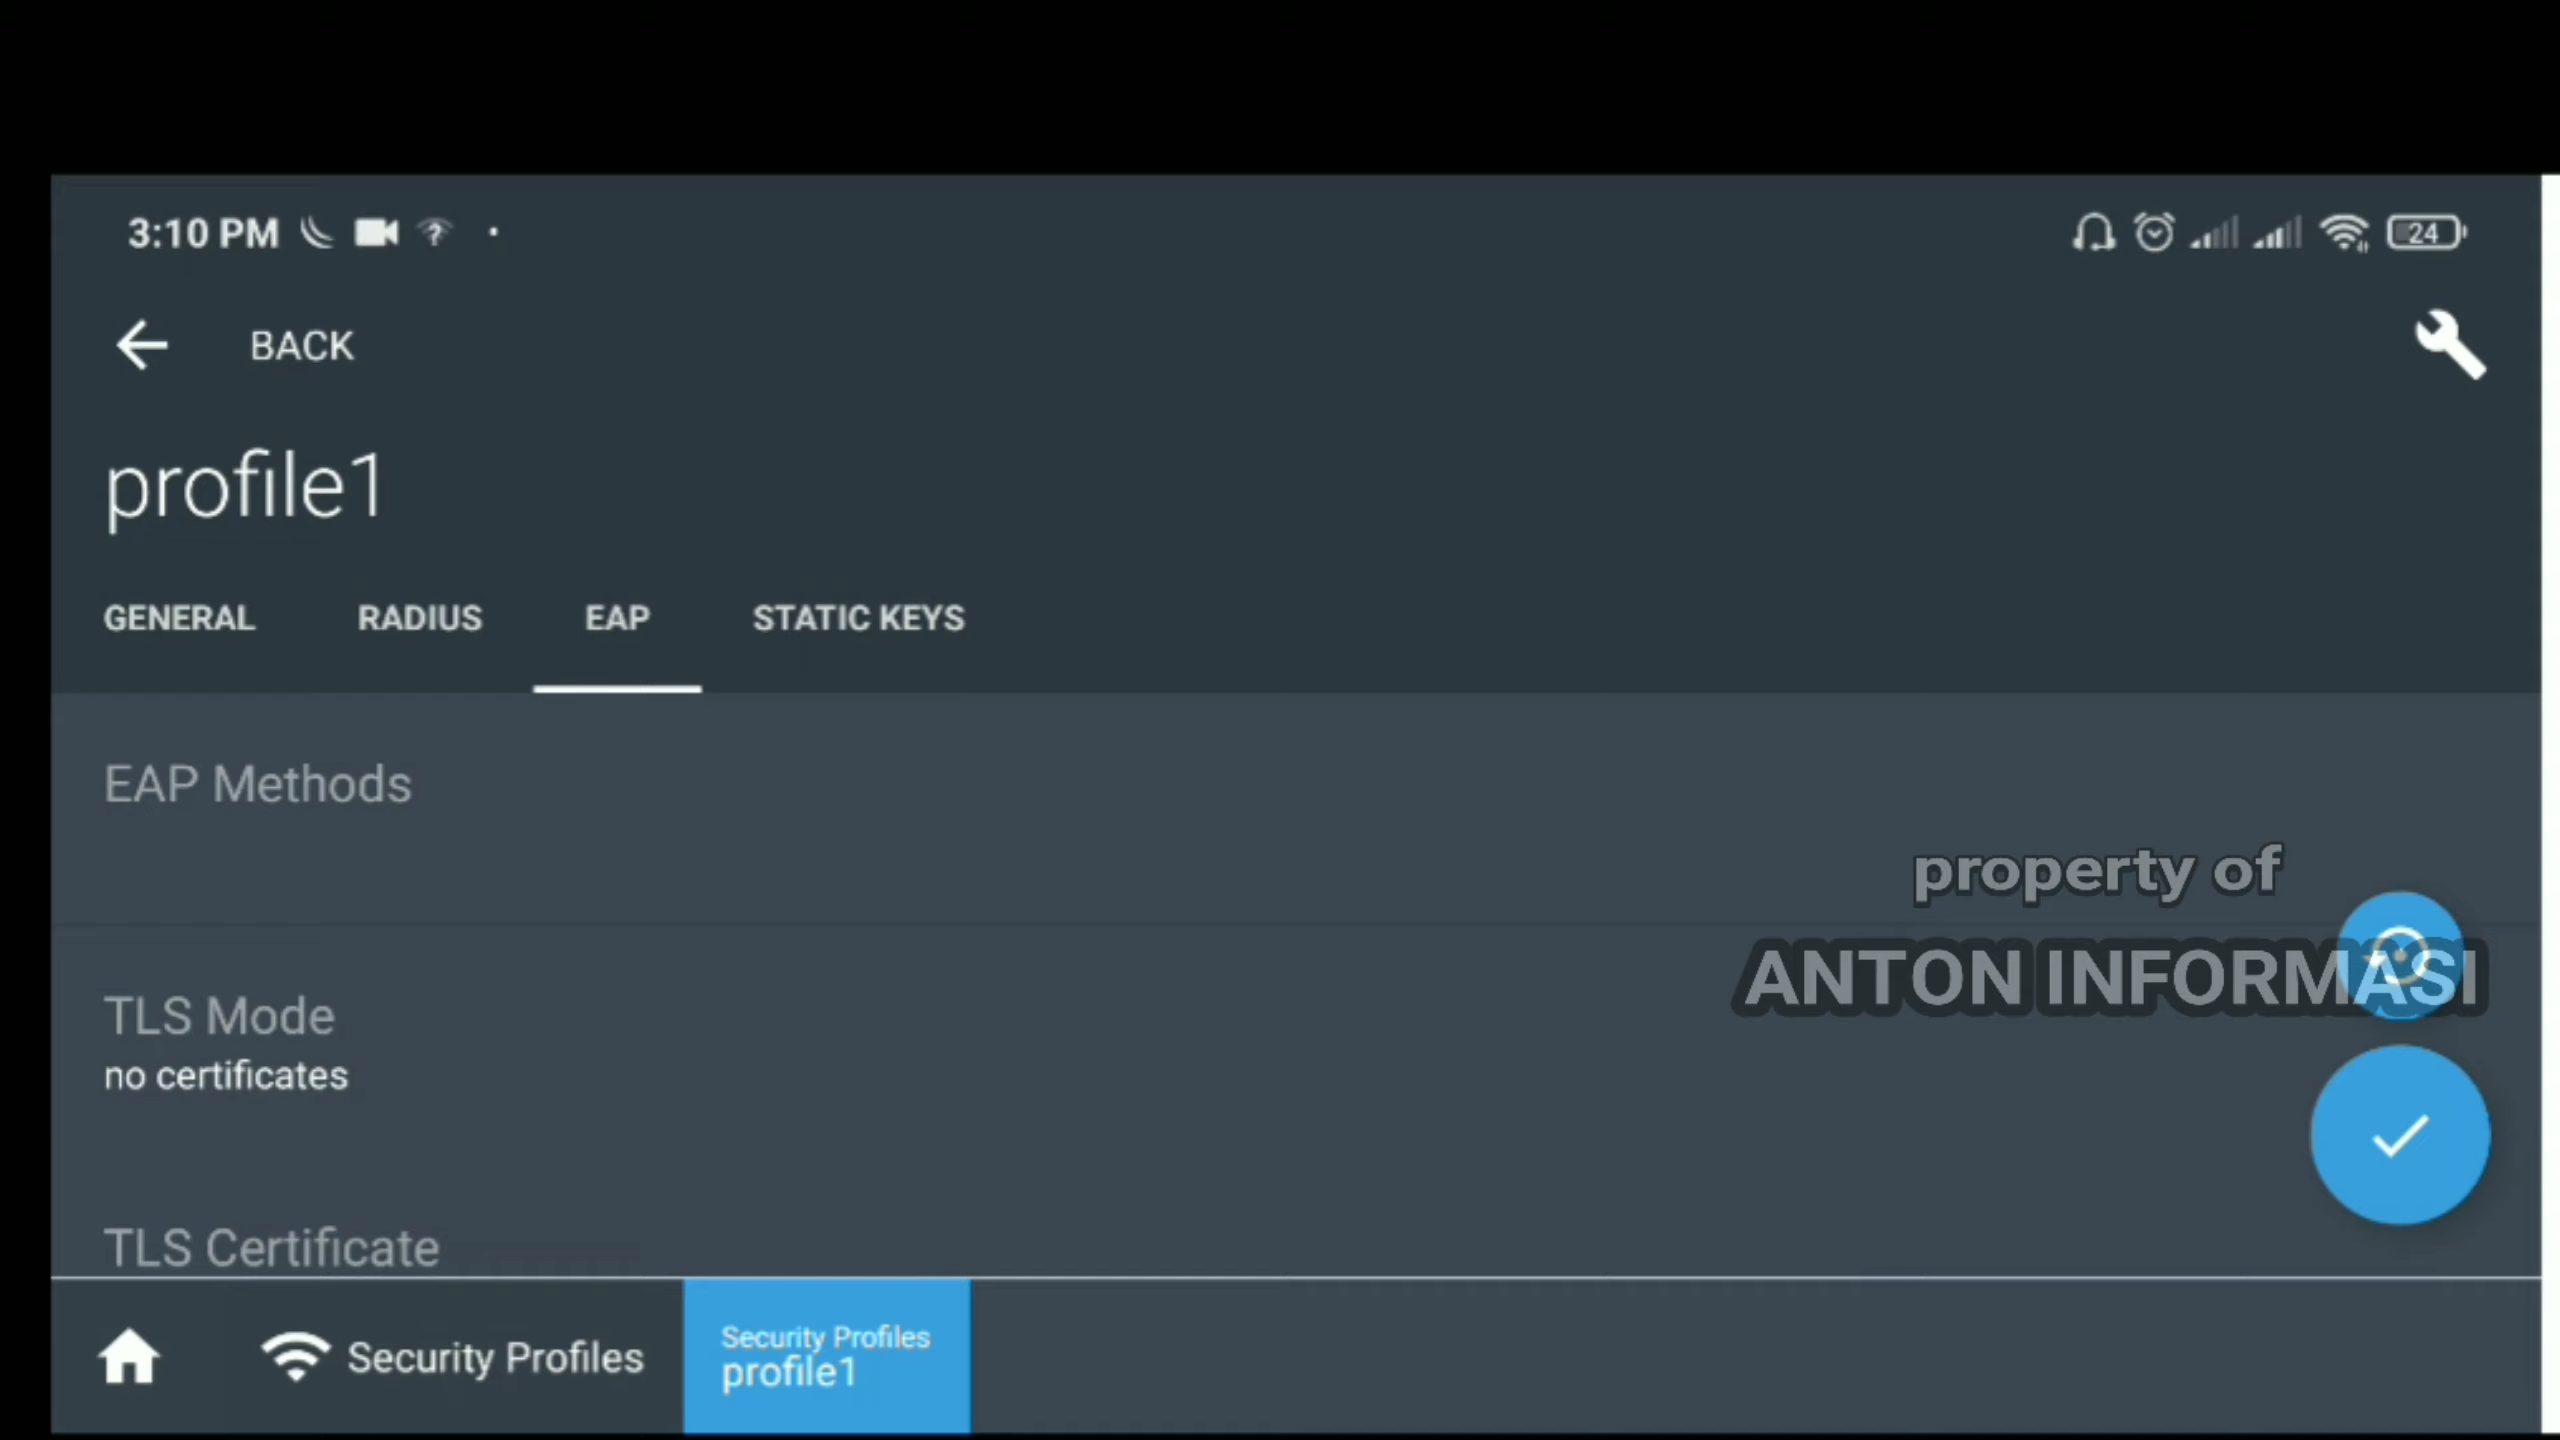 3:10 PM
24
BACK
profile1
GENERAL RADIUS EAP STATIC KEYS
EAP Methods
property of
ANTON INFORMASI
TLS Mode
no certificates
TLS Certificate
Security Profiles
Security Profiles
profile1